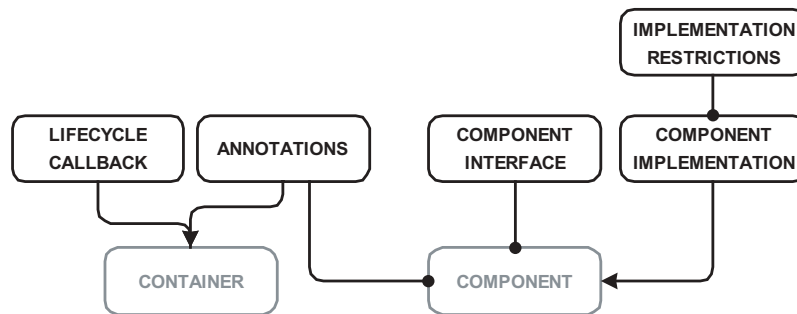 IMPLEMENTATION
RESTRICTIONS
LIFECYCLE
CALLBACK
ANNOTATIONS
COMPONENT
INTERFACE
COMPONENT
IMPLEMENTATION
CONTAINER
COMPONENT